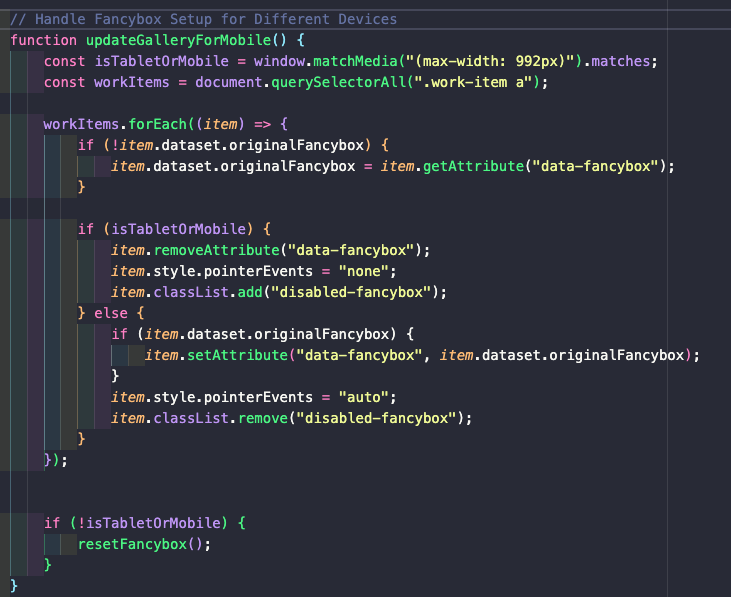 // Handle Fancybox Setup for Different Devices
function updateGalleryForMobile() {
    const isTabletOrMobile = window.matchMedia("(max-width: 992px)").matches;
    const workItems = document.querySelectorAll(".work-item a");

    workItems.forEach((item) => {
        if (!item.dataset.originalFancybox) {
            item.dataset.originalFancybox = item.getAttribute("data-fancybox");
        }

        if (isTabletOrMobile) {
            item.removeAttribute("data-fancybox");
            item.style.pointerEvents = "none";
            item.classList.add("disabled-fancybox");
        } else {
            if (item.dataset.originalFancybox) {
                item.setAttribute("data-fancybox", item.dataset.originalFancybox);
            }
            item.style.pointerEvents = "auto";
            item.classList.remove("disabled-fancybox");
        }
    });


    if (!isTabletOrMobile) {
        resetFancybox();
    }
}